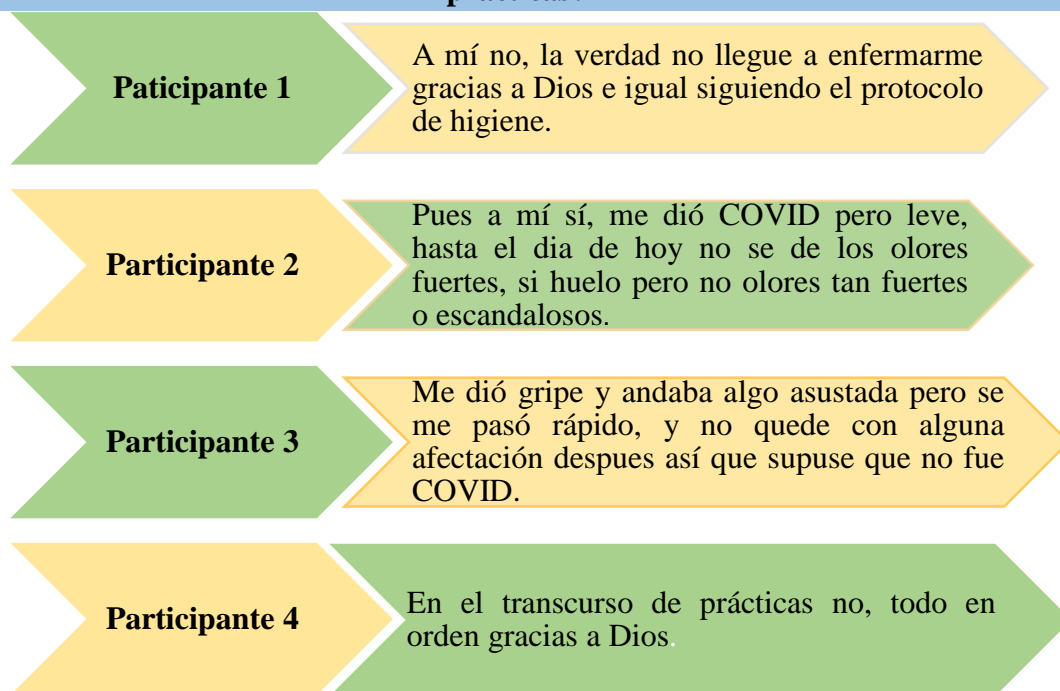 Paticipante 1
A mí no, la verdad no llegue a enfermarme
gracias a Dios e igual siguiendo el protocolo
de higiene.
Participante 2
Pues a mí sí, me dió COVID pero leve,
hasta el dia de hoy no se de los olores
fuertes, si huelo pero no olores tan fuertes
o escandalosos.
Participante 3
Me dió gripe y andaba algo asustada pero se
me pasó rápido, y no quede con alguna
afectación despues así que supuse que no fue
COVID.
Participante 4
En el transcurso de prácticas no, todo en
orden gracias a Dios.